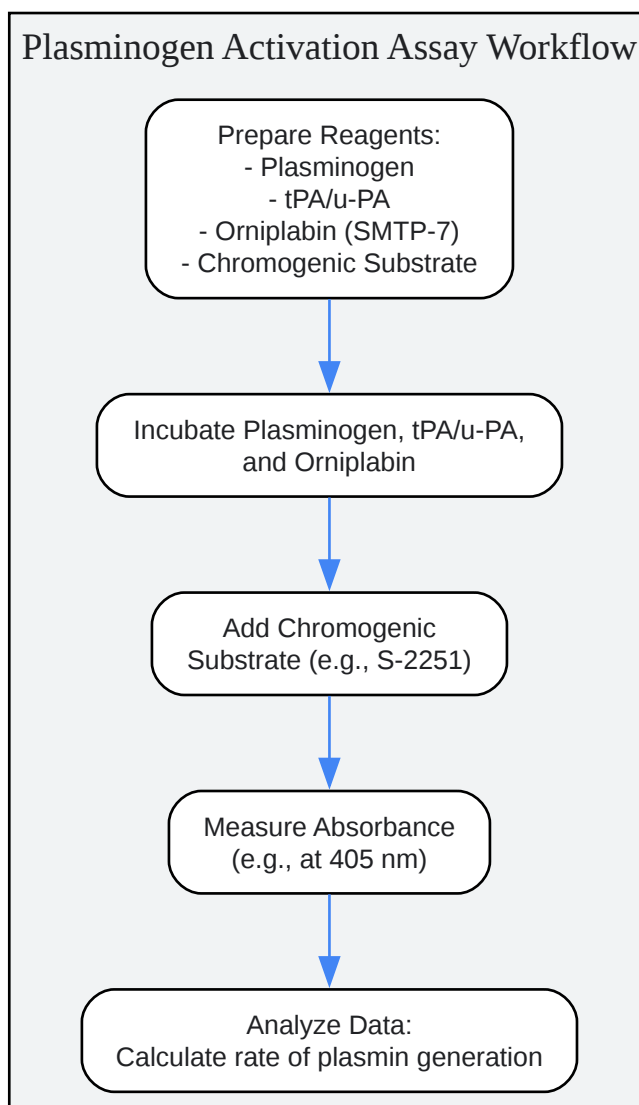 Plasminogen Activation Assay Workflow
Prepare Reagents:
- Plasminogen
- tPA/u-PA
- Orniplabin (SMTP-7)
- Chromogenic Substrate
Incubate Plasminogen, tPA/u-PA,
and Orniplabin
Add Chromogenic
Substrate (e.g., S-2251)
Measure Absorbance
(e.g., at 405 nm)
Analyze Data:
Calculate rate of plasmin generation